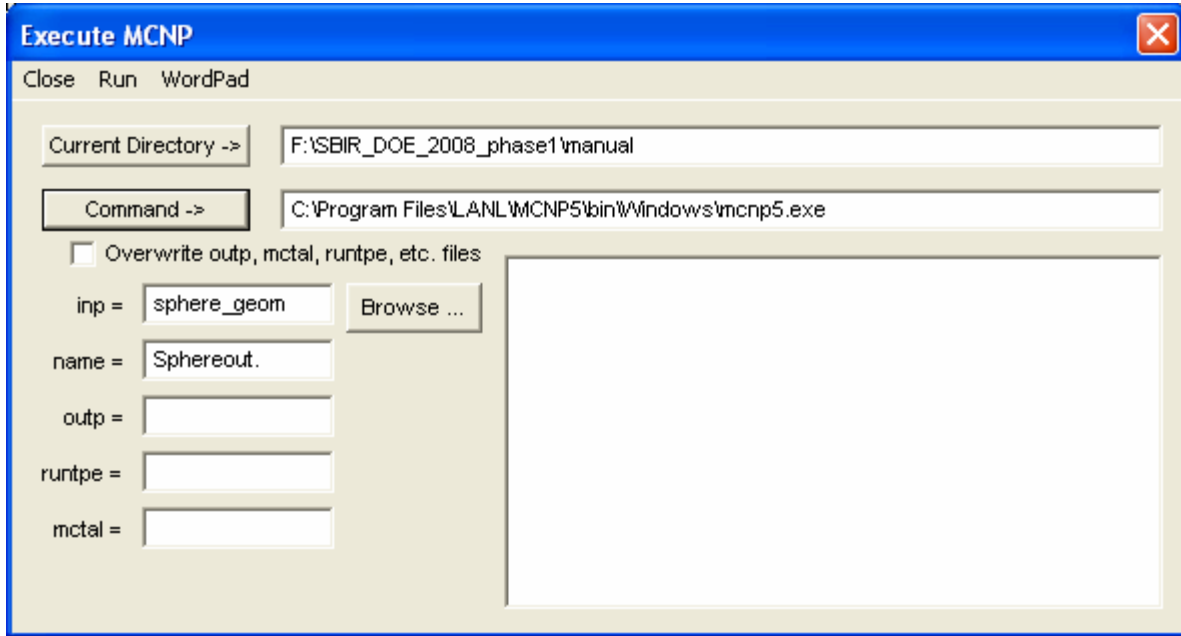 Execute MCNP
Close Run WordPad
Current Directory -> F:\SBIR_DOE_2008_phase1\manual
Command -> C:\Program Files\LANL\MCNP5\bin\Windows\mcnp5.exe
Overwrite outp, mctal, runtpe, etc. files
inp = sphere_geom Browse ...
name = Sphereout.
outp =
runtpe =
mctal =